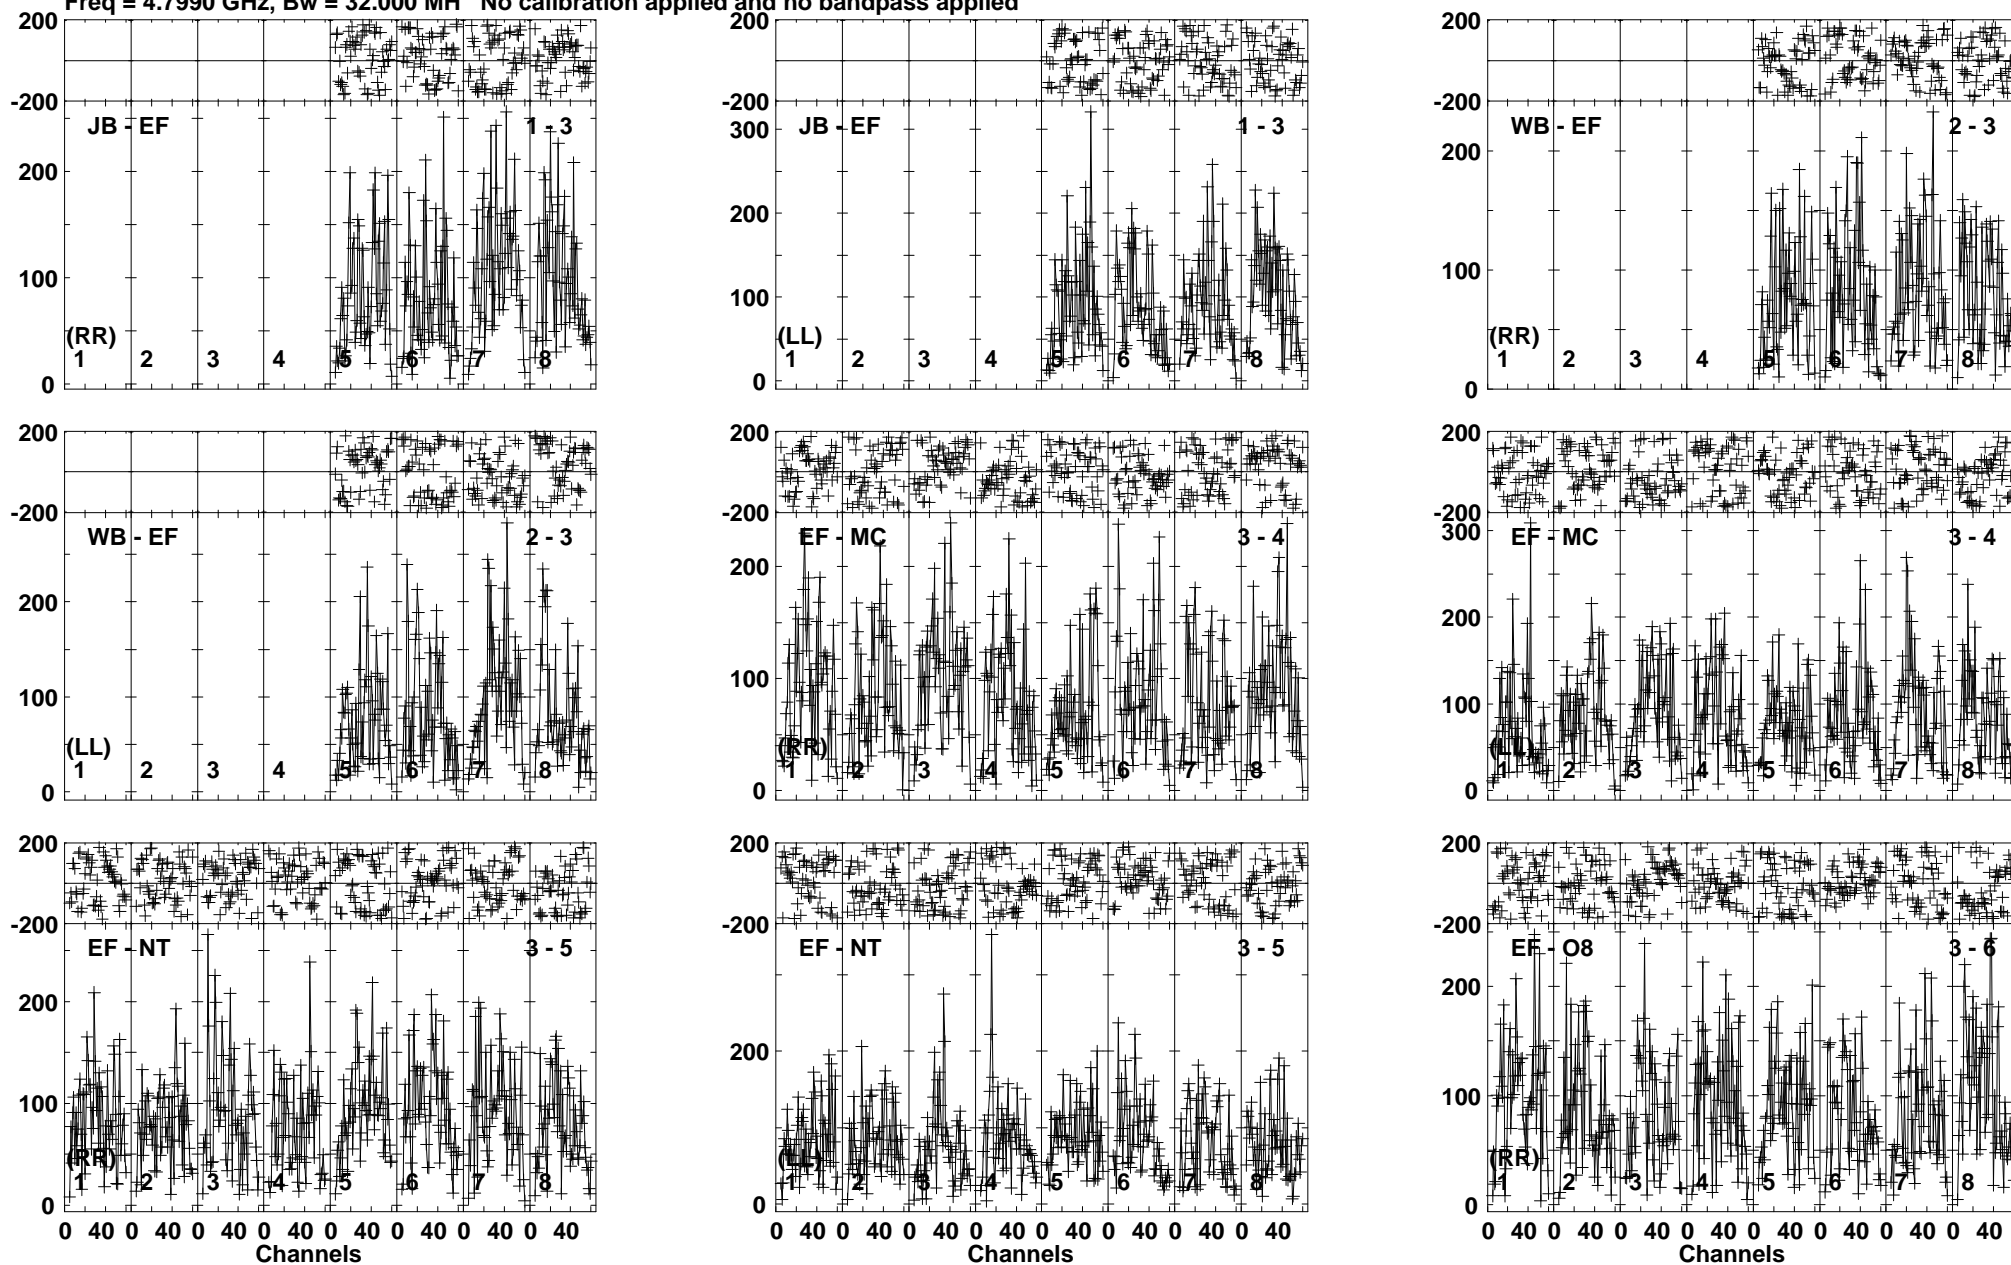 Freq = 4.7990 GHz, Bw = 32.000 MH No calibration applied and no bandpass applied
200 200 200
-200 -200 -200
JB - EF 1 - 3 JB - EF 1 - 3 WB - EF 2 - 3
300
200 200 200
100 100 100
(RR) (LL) (RR)
1 2 3 4 5 6 7 8 1 2 3 4 5 6 7 8 1 2 3 4 5 6 7 8
0 0 0
200 200 200
-200 -200 -200
WB - EF 2 - 3 EF - MC 3 - 4 EF - MC 3 - 4
300
200 200 200
100 100 100
(LL) (RR) (LL)
1 2 3 4 5 6 7 8 1 2 3 4 5 6 7 8 1 2 3 4 5 6 7 8
0 0 0
200 200 200
-200 -200 -200
EF - NT 3 - 5 EF - NT 3 - 5 EF - O8 3 - 6
200 200 200
100 100
(RR) (LL) (RR)
1 2 3 4 5 6 7 8 1 2 3 4 5 6 7 8 1 2 3 4 5 6 7 8
0 0 0
0 40 0 40 0 40 0 40 0 40 0 40 0 40 0 40 0 40 0 40 0 40 0 40 0 40 0 40 0 40 0 40 0 40 0 40 0 40 0 40 0 40 0 40 0 40 0 40
Channels Channels Channels